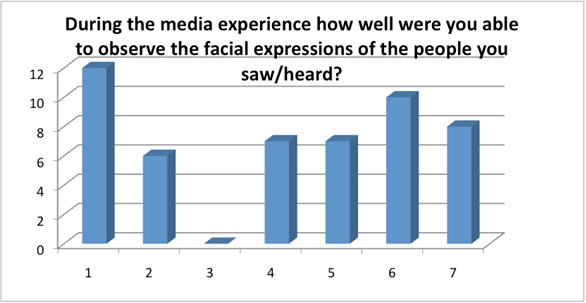 During the media experience how well were you able
to observe the facial expressions of the people you
saw/heard?
12
10
8
6
4
2
0
1 2 3 4 5 6 7